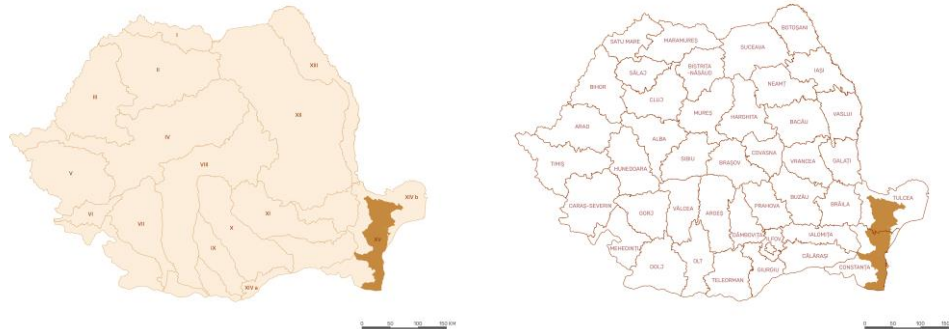 I
II
III
IV
V
VI
VII
VIII
IX
X
XI
XII
XIII
XIV a
XIV b
XV
0 50 100 150 KM
BOTOȘANI
SATU MARE
MARAMUREȘ
SUCEAVA
BISTRIȚA
-NĂSĂUD
IAȘI
SĂLAJ
NEAMȚ
BIHOR
CLUJ
MUREȘ
HARGHITA
BACĂU
VASLUI
ARAD
ALBA
TIMIȘ
HUNEDOARA
SIBIU
BRAȘOV
COVASNA
VRANCEA
GALAȚI
CARAȘ-SEVERIN
GORJ
VÂLCEA
ARGEȘ
PRAHOVA
BUZĂU
BRĂILA
TULCEA
MEHEDINȚI
DÂMBOVIȚA
ILFOV
IALOMIȚA
DOLJ
OLT
TELEORMAN
GIURGIU
CĂLĂRAȘI
CONSTANȚA
0 50 100 150